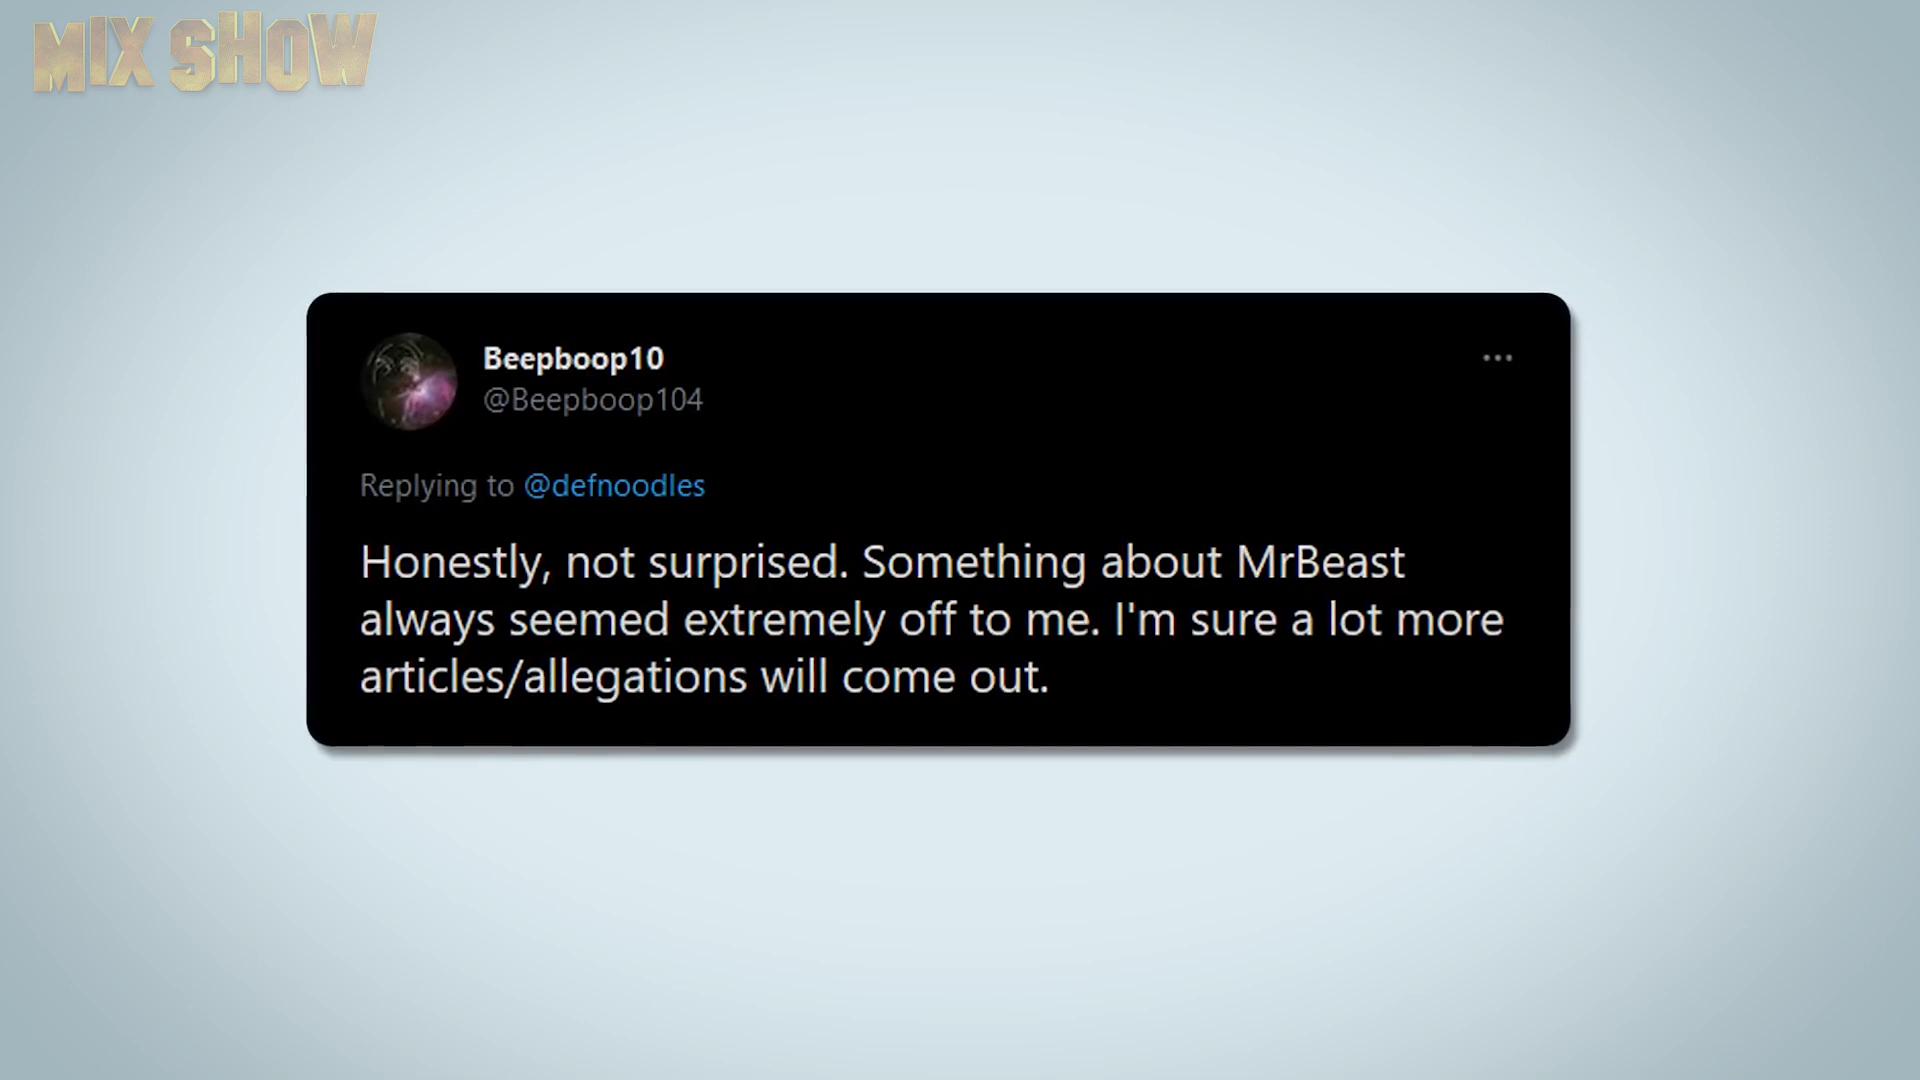 MIX SHOW
Beepboop10
@Beepboop104
Replying to @defnoodles
Honestly, not surprised. Something about MrBeast
always seemed extremely off to me. I'm sure a lot more
articles/allegations will come out.